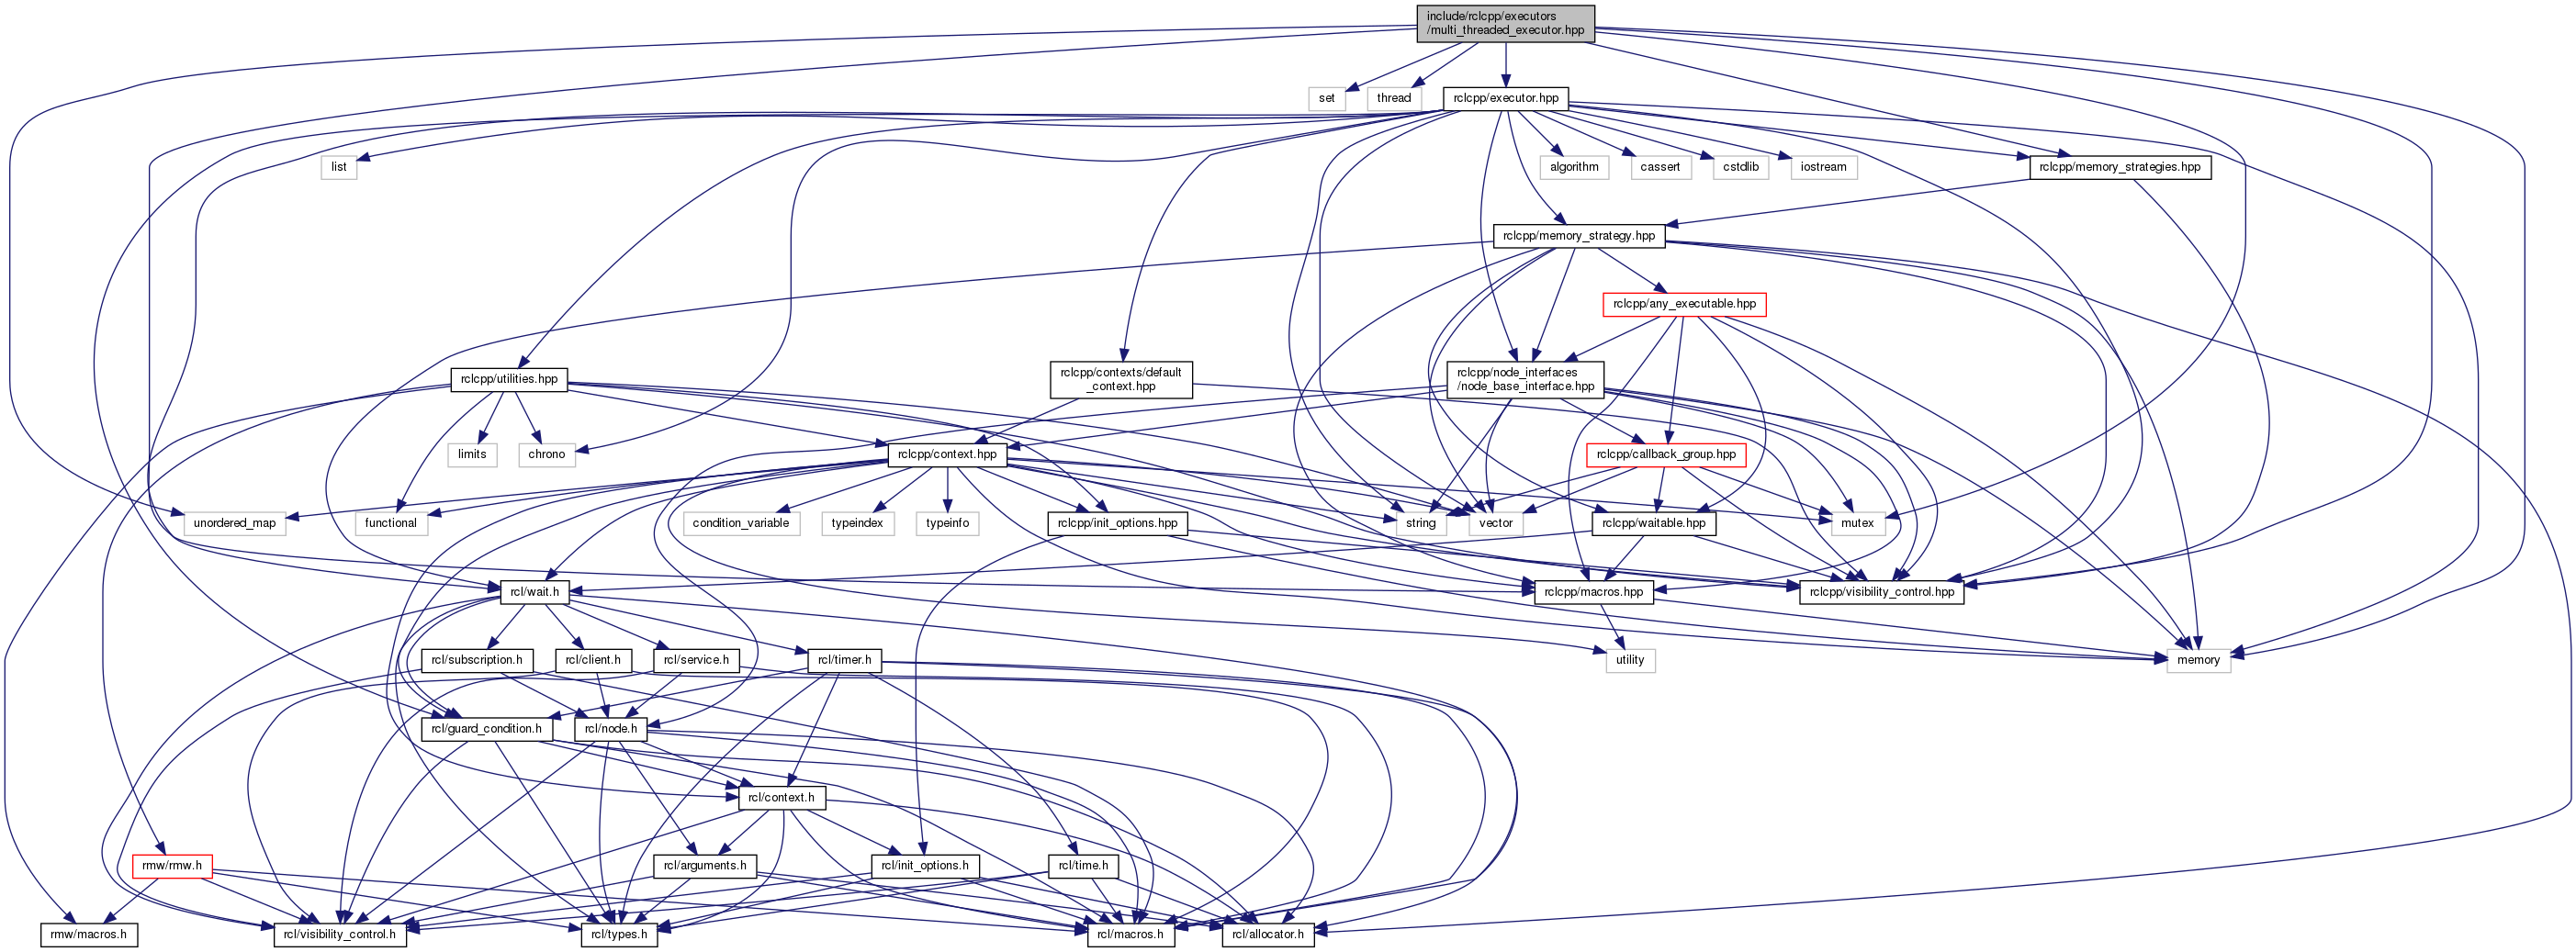 include/rclcpp/executors
/multi_threaded_executor.hpp
set
thread
rclcpp/executor.hpp
list
algorithm
cassert
cstdlib
iostream
rclcpp/memory_strategies.hpp
rclcpp/memory_strategy.hpp
rclcpp/any_executable.hpp
rclcpp/utilities.hpp
rclcpp/contexts/default
_context.hpp
rclcpp/node_interfaces
/node_base_interface.hpp
limits
chrono
rclcpp/context.hpp
rclcpp/callback_group.hpp
unordered_map
functional
condition_variable
typeindex
typeinfo
rclcpp/init_options.hpp
string
vector
rclcpp/waitable.hpp
mutex
rcl/wait.h
rclcpp/macros.hpp
rclcpp/visibility_control.hpp
rcl/subscription.h
rcl/client.h
rcl/service.h
rcl/timer.h
utility
memory
rcl/guard_condition.h
rcl/node.h
rcl/context.h
rmw/rmw.h
rcl/arguments.h
rcl/init_options.h
rcl/time.h
rmw/macros.h
rcl/visibility_control.h
rcl/types.h
rcl/macros.h
rcl/allocator.h